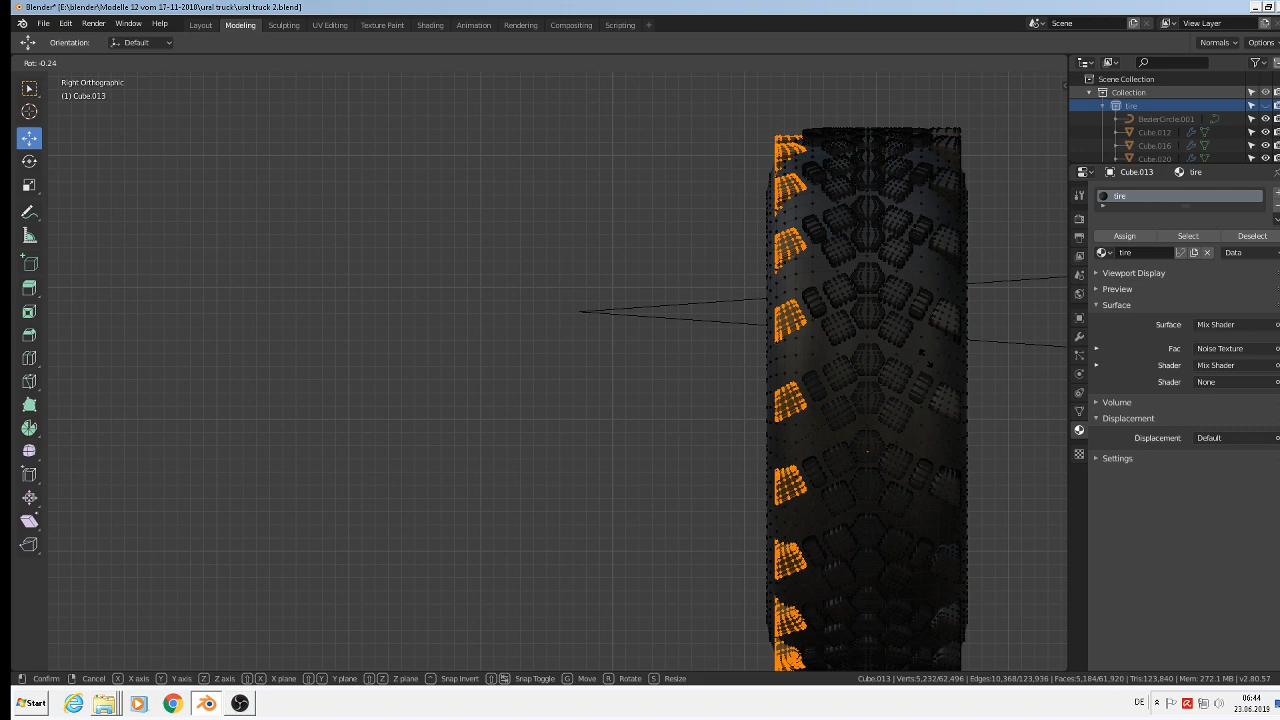 Blender* [E:\blender\Modelle 12 vom 17-11-2018\ural truck\ural truck 2.blend]
File Edit Render Window Help Layout Modeling Sculpting UV Editing Texture Paint Shading Animation Rendering Compositing Scripting + Scene View Layer
Orientation: Default Normals Options
Rot: -0.24
Right Orthographic
(1) Cube.013
Scene Collection
Collection
tire
BezierCircle.001
Cube.012
Cube.016
Cube.020
Cube.013 tire
tire
Assign Select Deselect
tire Data
Viewport Display
Preview
Surface
Surface Mix Shader
Fac Noise Texture
Shader Mix Shader
Shader None
Volume
Displacement
Displacement Default
Settings
Confirm Cancel X X axis Y Y axis Z Z axis X X plane Y Y plane Z Z plane Snap Invert Snap Toggle G Move R Rotate S Resize Cube.013 | Verts:5,232/62,496 | Edges:10,368/123,936 | Faces:5,184/61,920 | Tris:123,840 | Mem: 272.1 MB | v2.80.57
Start DE 06:44
23.06.2019